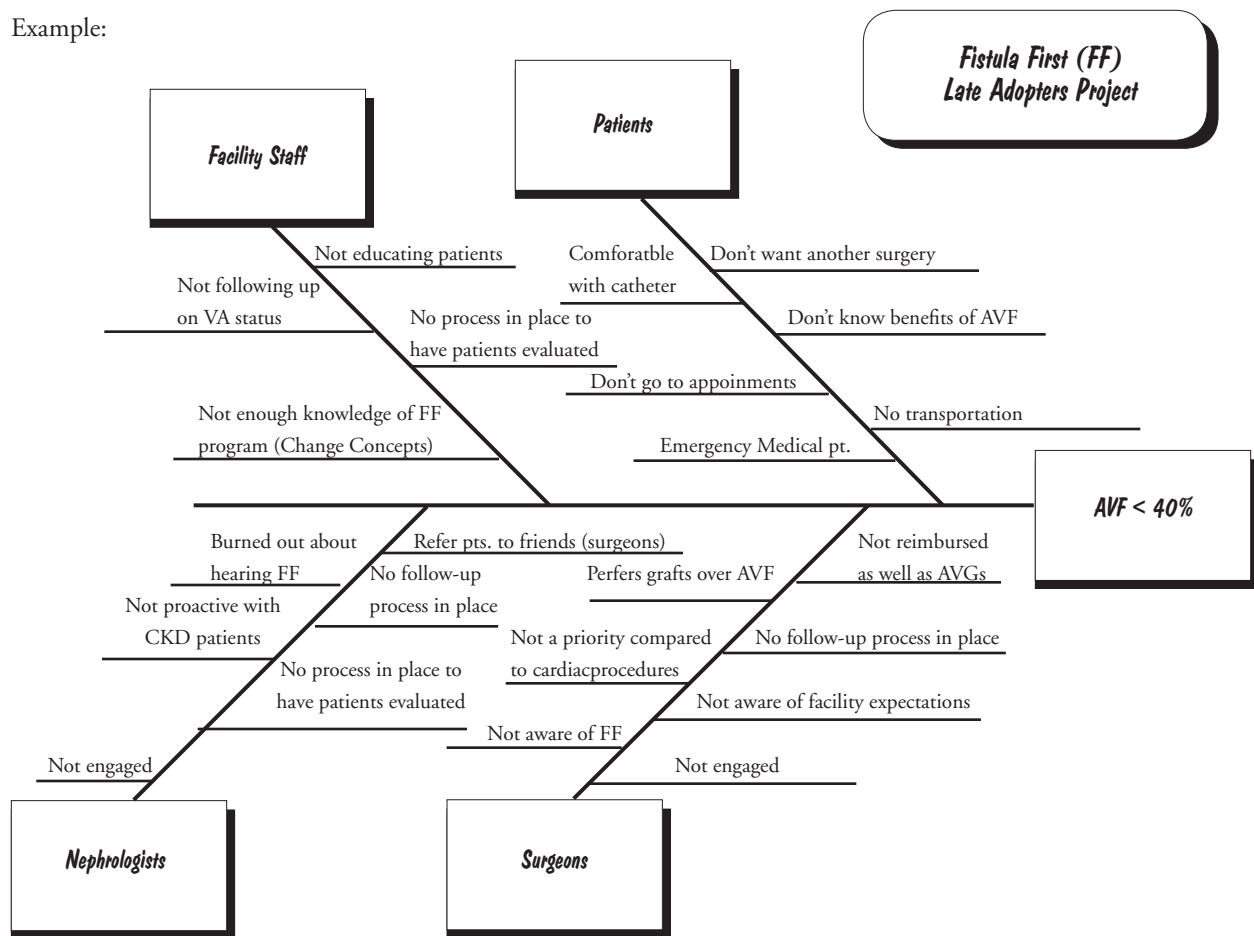 Example:
Fistula First (FF)
Late Adopters Project
Facility Staff
Patients
Not educating patients
Not following up
on VA status
No process in place to
have patients evaluated
Not enough knowledge of FF
program (Change Concepts)
Comforatble
with catheter
Don't want another surgery
Don't know benefits of AVF
Don't go to appoinments
No transportation
Emergency Medical pt.
AVF < 40%
Burned out about
hearing FF
Refer pts. to friends (surgeons)
No follow-up
process in place
Not proactive with
CKD patients
No process in place to
have patients evaluated
Not engaged
Nephrologists
Not reimbursed
as well as AVGs
Perfers grafts over AVF
Not a priority compared
to cardiacprocedures
No follow-up process in place
Not aware of facility expectations
Not aware of FF
Not engaged
Surgeons